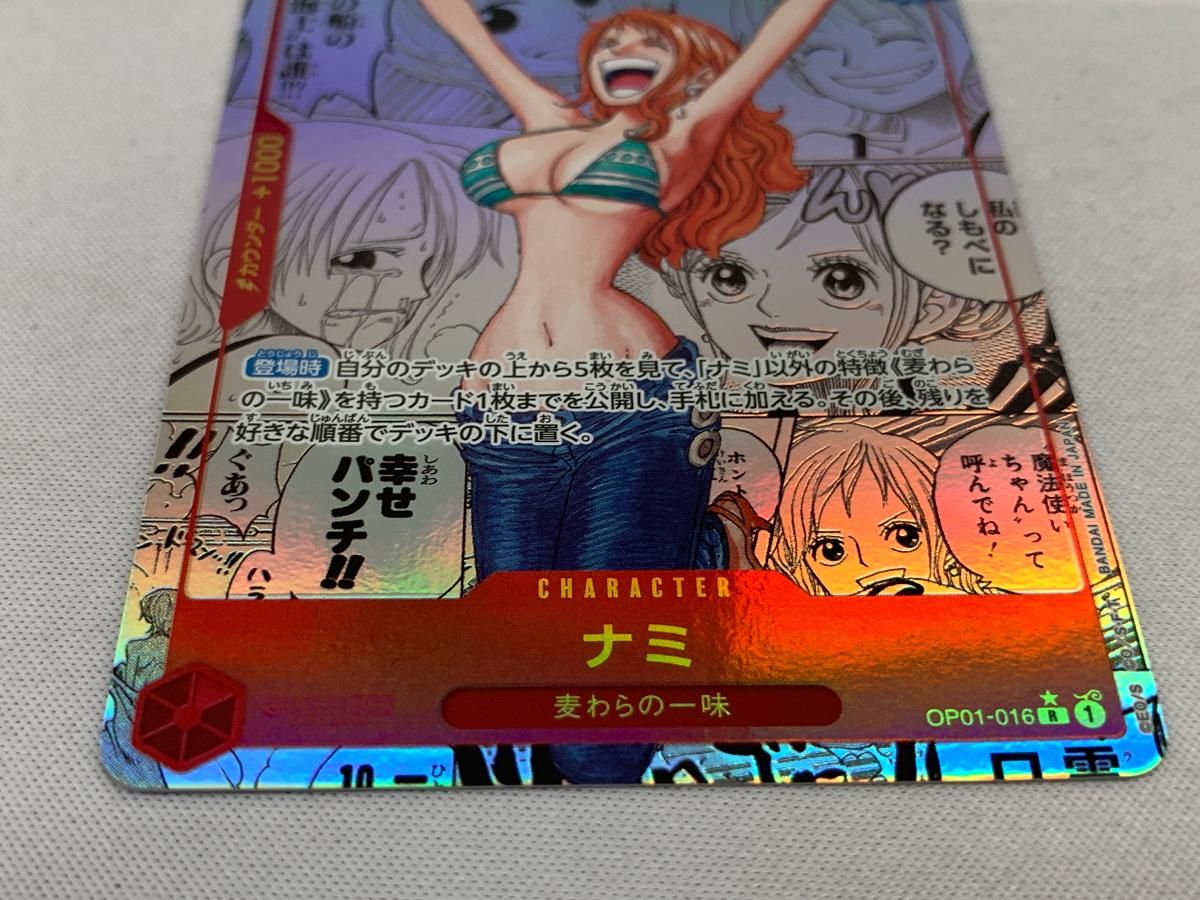 の船の
海士"は誰!!?
カウンター +1000
ん
私の
しもべに
なる?
登場時 自分のデッキの上から5枚を見て、「ナミ」以外の特徴《麦わら
の一味》を持つカード1枚までを公開し、手札に加える。その後、残りを
好きな順番でデッキの下に置く。
!!
ぐあっ
幸せ
パンチ!!
ハラ
ホント
魔法使い
ちゃん"って
呼んでね!
CHARACTER
ナミ
麦わらの一味
OP01-016 R 1
©E.O/S ©O/S・F・T BANDAI MADE IN JAPAN
10